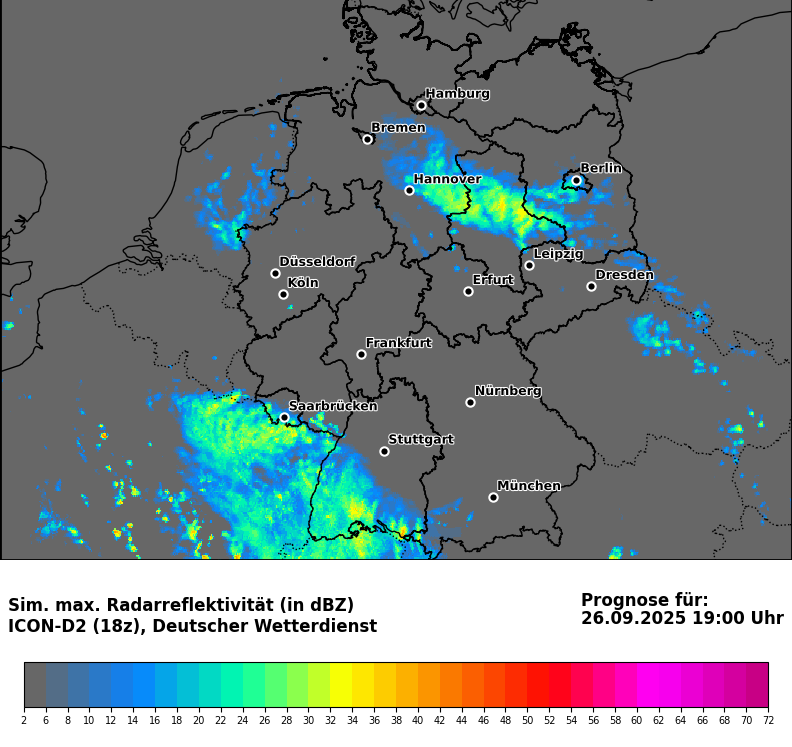 Hamburg
Bremen
Berlin
Hannover
Leipzig
Düsseldorf
Dresden
Erfurt
Köln
Frankfurt
Nürnberg
Saarbrücken
Stuttgart
München
Sim. max. Radarreflektivität (in dBZ)
ICON-D2 (18z), Deutscher Wetterdienst
Prognose für:
26.09.2025 19:00 Uhr
2 6 8 10 12 14 16 18 20 22 24 26 28 30 32 34 36 38 40 42 44 46 48 50 52 54 56 58 60 62 64 66 68 70 72